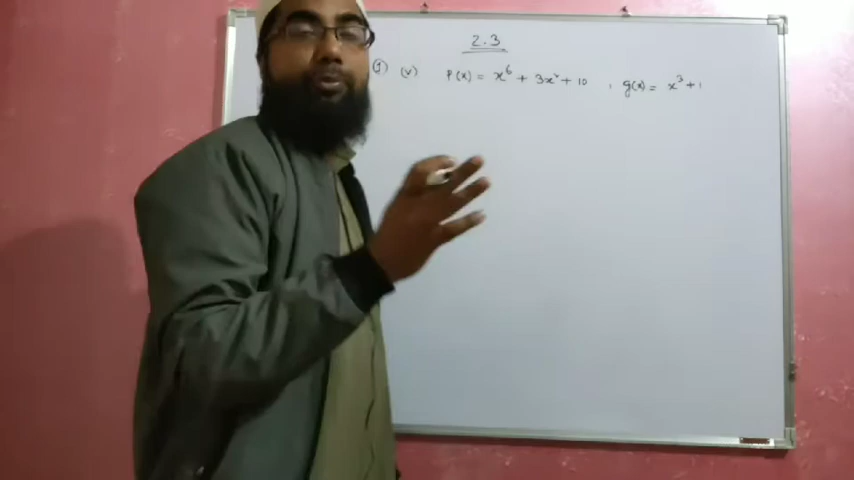 2.3
① (v) P(x) = x⁶ + 3x² + 10 , g(x) = x³ + 1